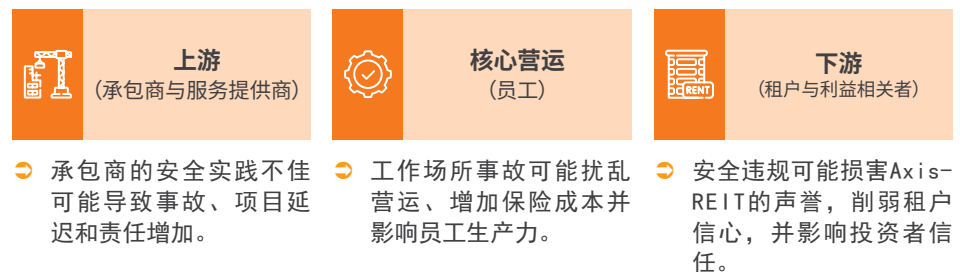 上游
（承包商与服务提供商）
承包商的安全实践不佳
可能导致事故、项目延
迟和责任增加。
核心营运
（员工）
工作场所事故可能扰乱
营运、增加保险成本并
影响员工生产力。
RENT
下游
（租户与利益相关者）
安全违规可能损害Axis-
REIT的声誉，削弱租户
信心，并影响投资者信
任。